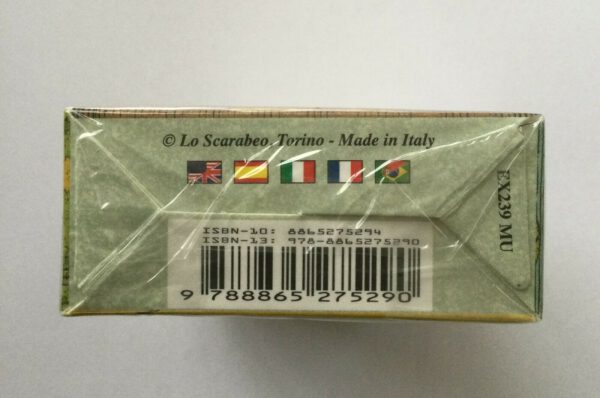 © Lo Scarabeo, Torino - Made in Italy
EX239 MU
ISBN-10: 8865275294
ISBN-13: 978-8865275290
9 788865 275290